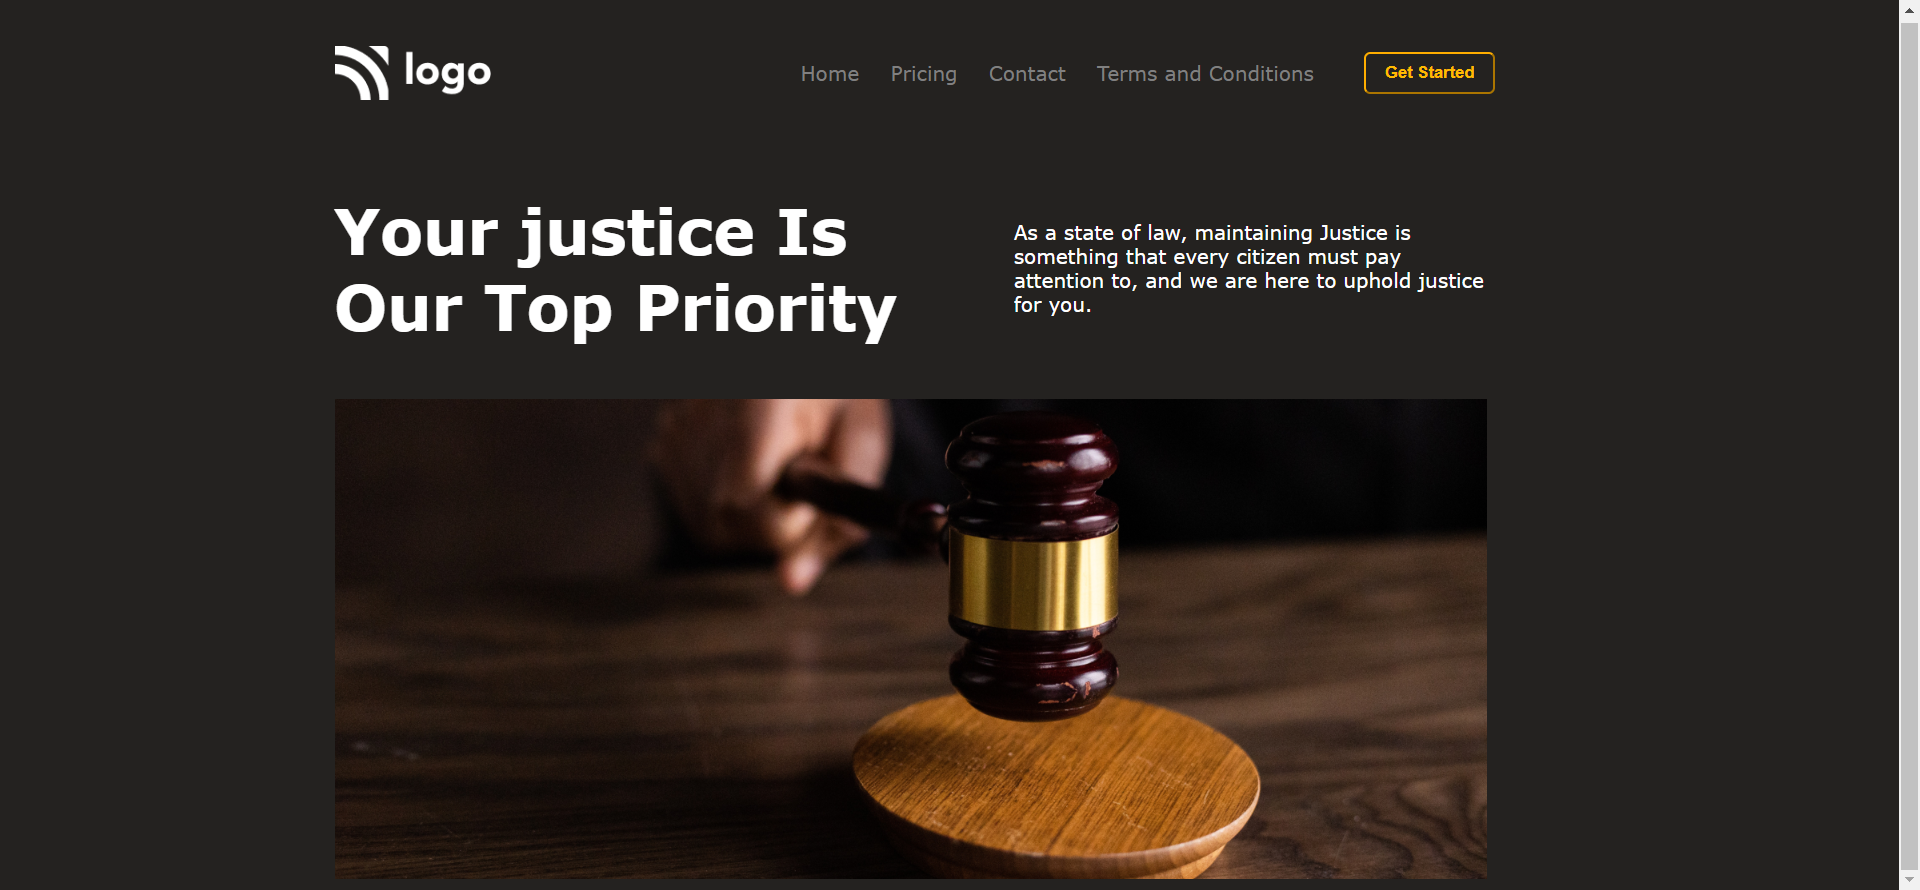 logo
Home Pricing Contact Terms and Conditions Get Started
Your justice Is
Our Top Priority
As a state of law, maintaining Justice is
something that every citizen must pay
attention to, and we are here to uphold justice
for you.